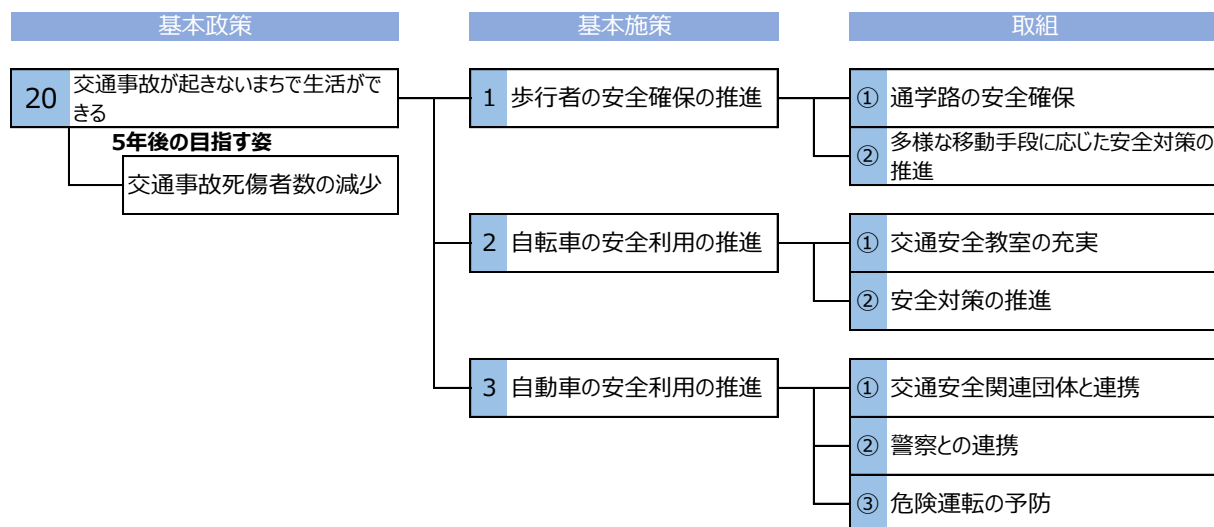 基本政策
基本施策
取組
20 交通事故が起きないまちで生活がで
きる
5年後の目指す姿
交通事故死傷者数の減少
1 歩行者の安全確保の推進
① 通学路の安全確保
② 多様な移動手段に応じた安全対策の
推進
2 自転車の安全利用の推進
① 交通安全教室の充実
② 安全対策の推進
3 自動車の安全利用の推進
① 交通安全関連団体と連携
② 警察との連携
③ 危険運転の予防